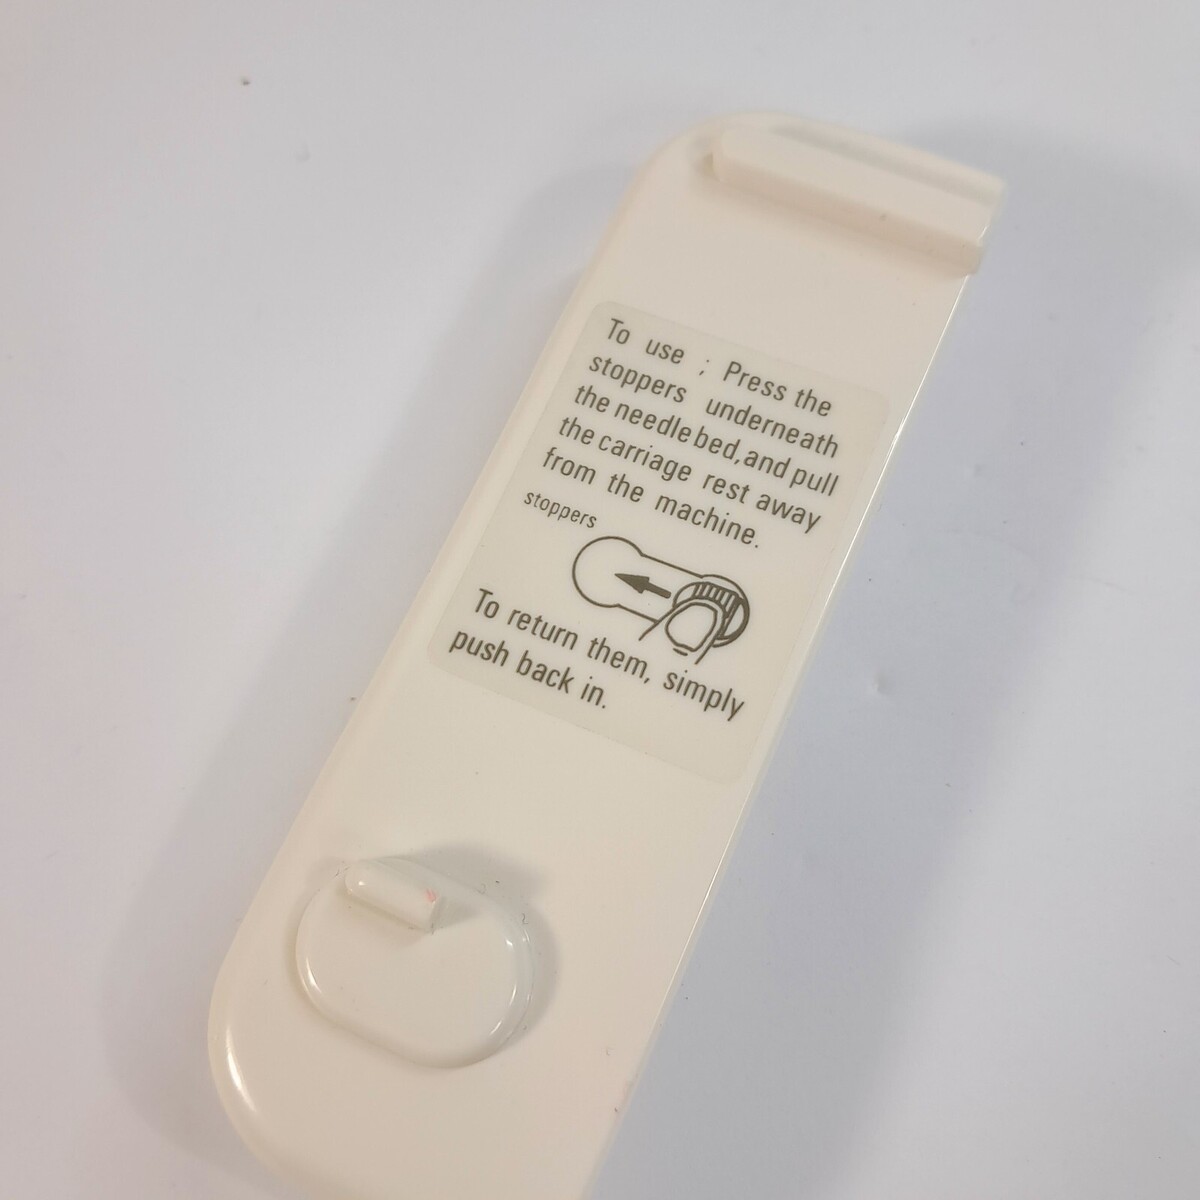 To use ; Press the
stoppers underneath
the needle bed, and pull
the carriage rest away
from the machine.
stoppers
To return them, simply
push back in.